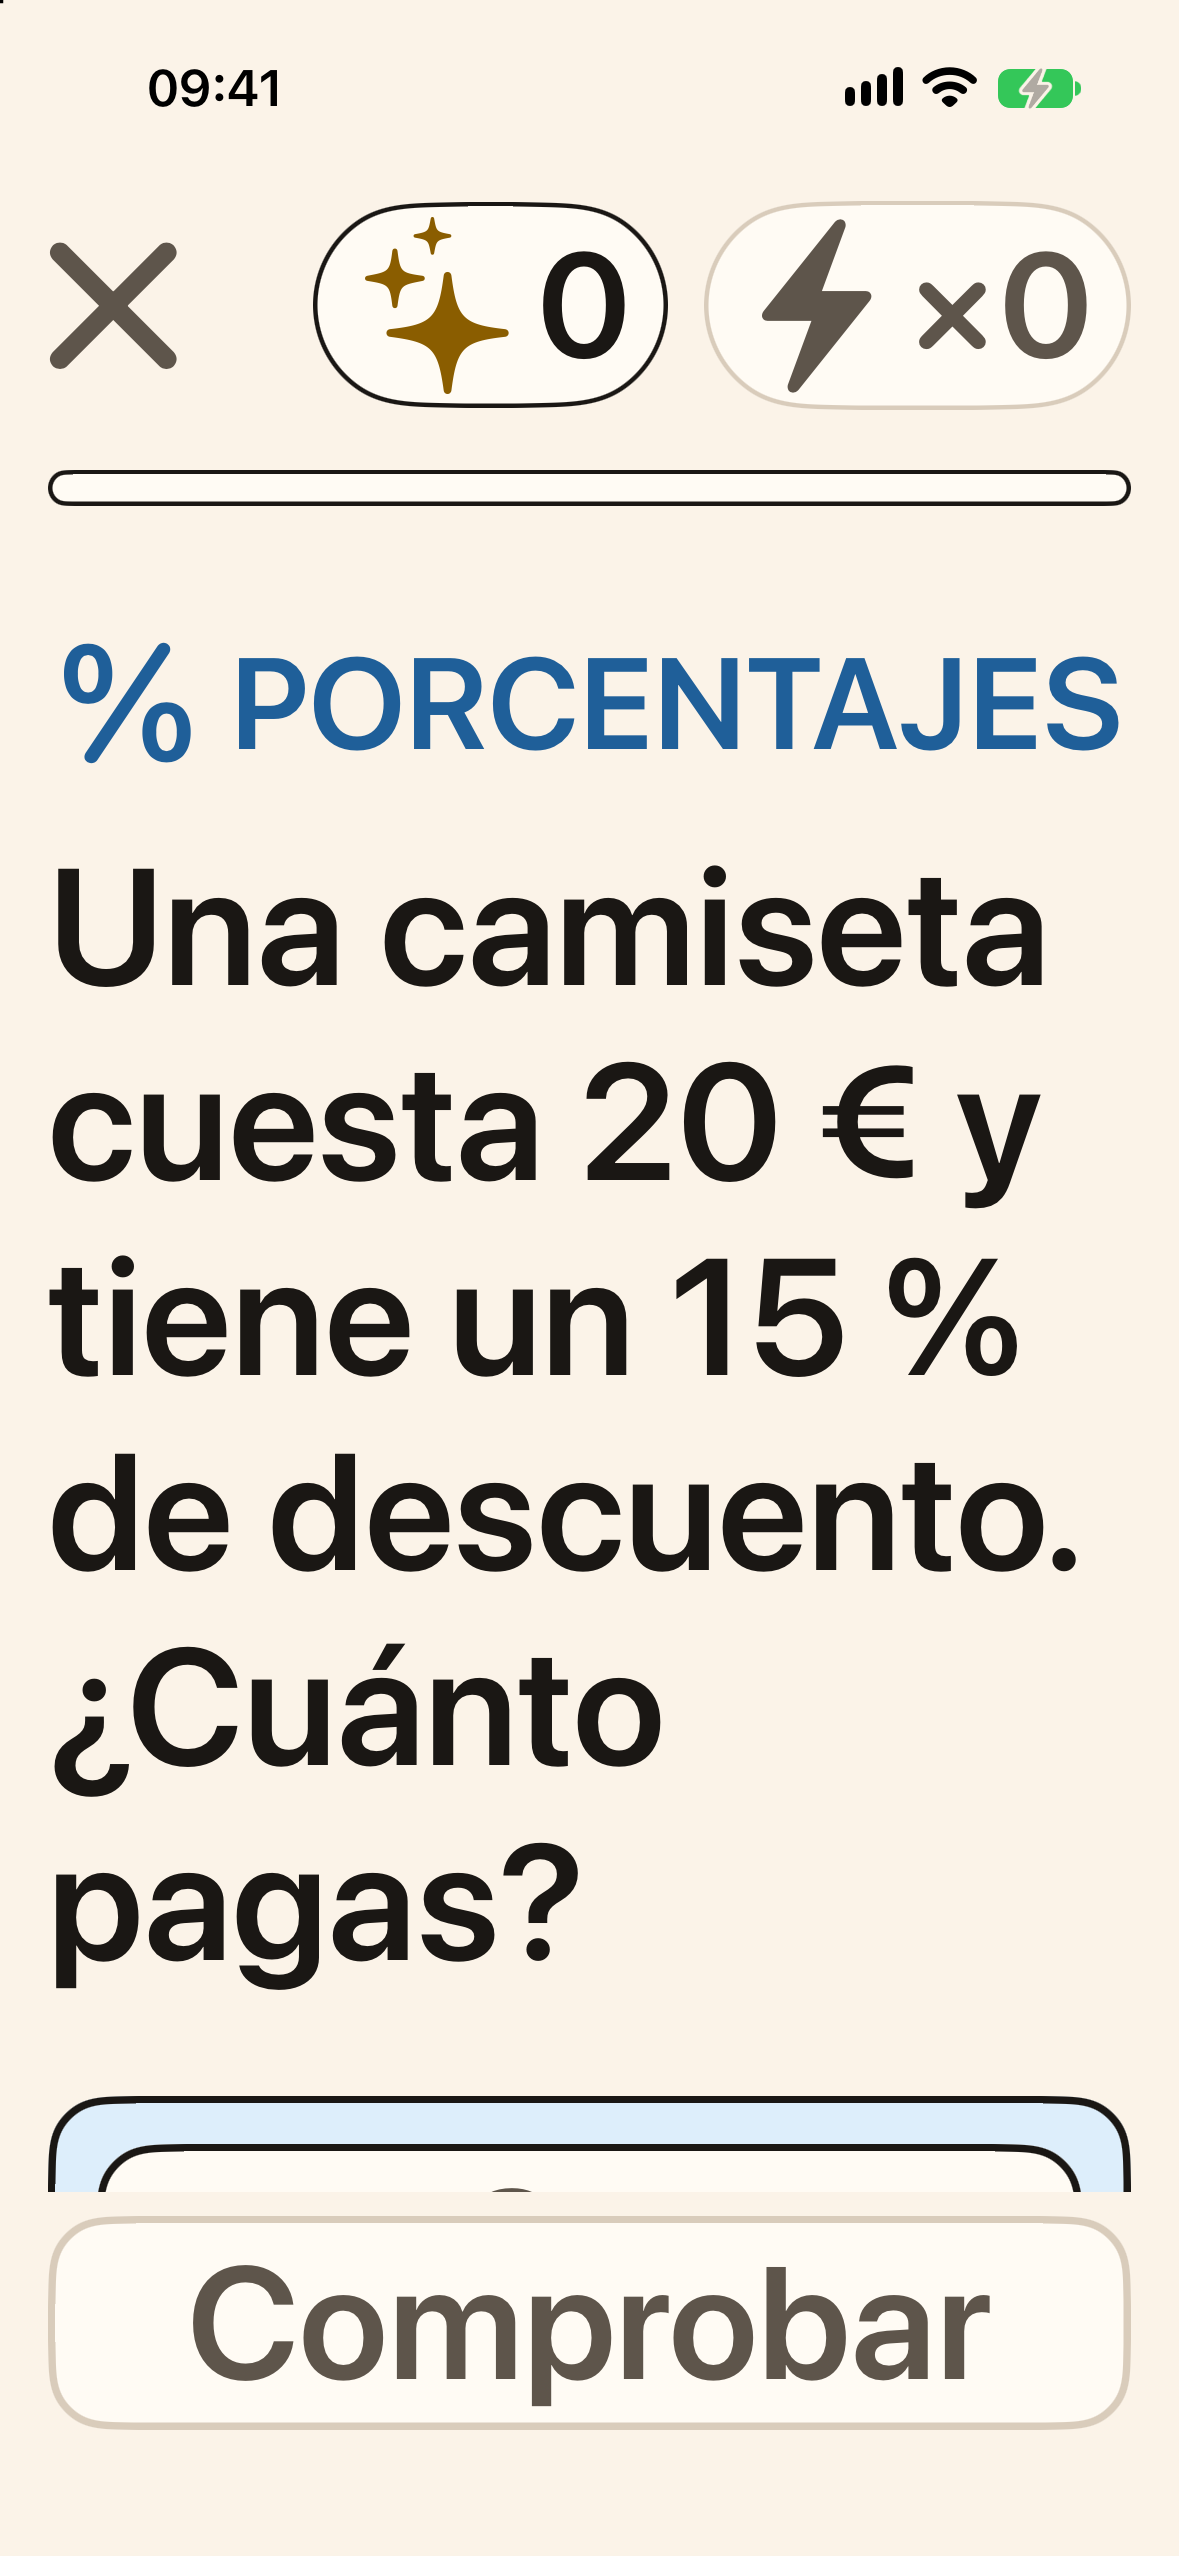 09:41
0
×0
% PORCENTAJES
Una camiseta
cuesta 20 € y
tiene un 15 %
de descuento.
¿Cuánto
pagas?
Comprobar